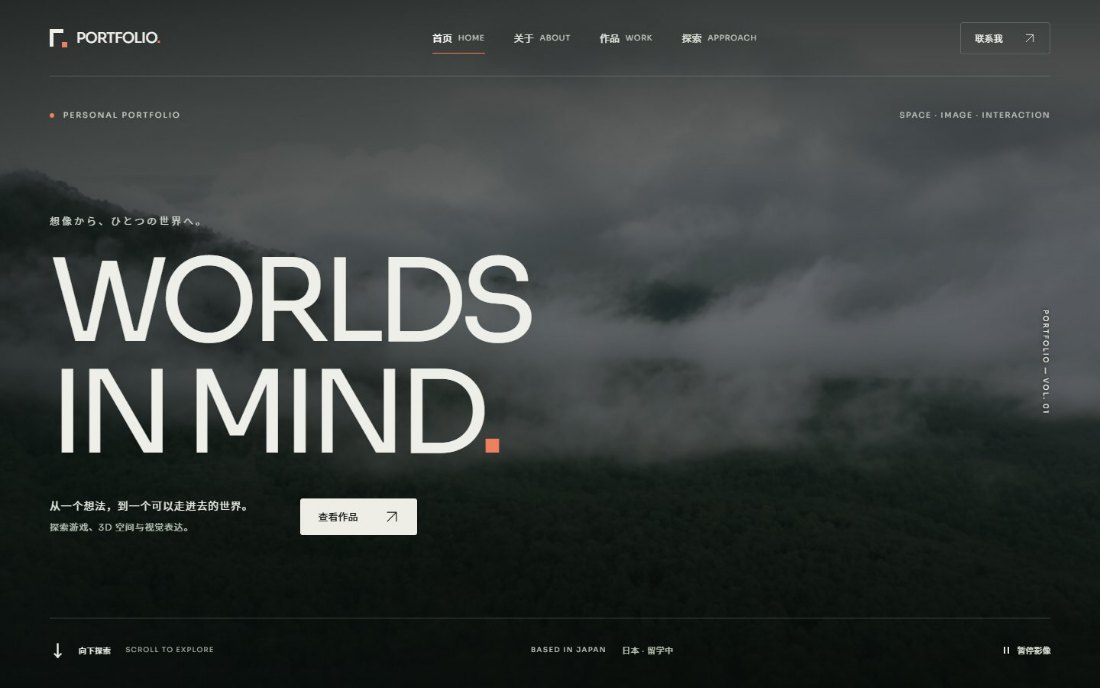 PORTFOLIO.
首页 HOME 关于 ABOUT 作品 WORK 探索 APPROACH
联系我
PERSONAL PORTFOLIO
SPACE · IMAGE · INTERACTION
想像から、ひとつの世界へ。
WORLDS
IN MIND.
PORTFOLIO — VOL. 01
从一个想法，到一个可以走进去的世界。
探索游戏、3D 空间与视觉表达。
查看作品
向下探索 SCROLL TO EXPLORE
BASED IN JAPAN 日本 · 留学中
暂停影像